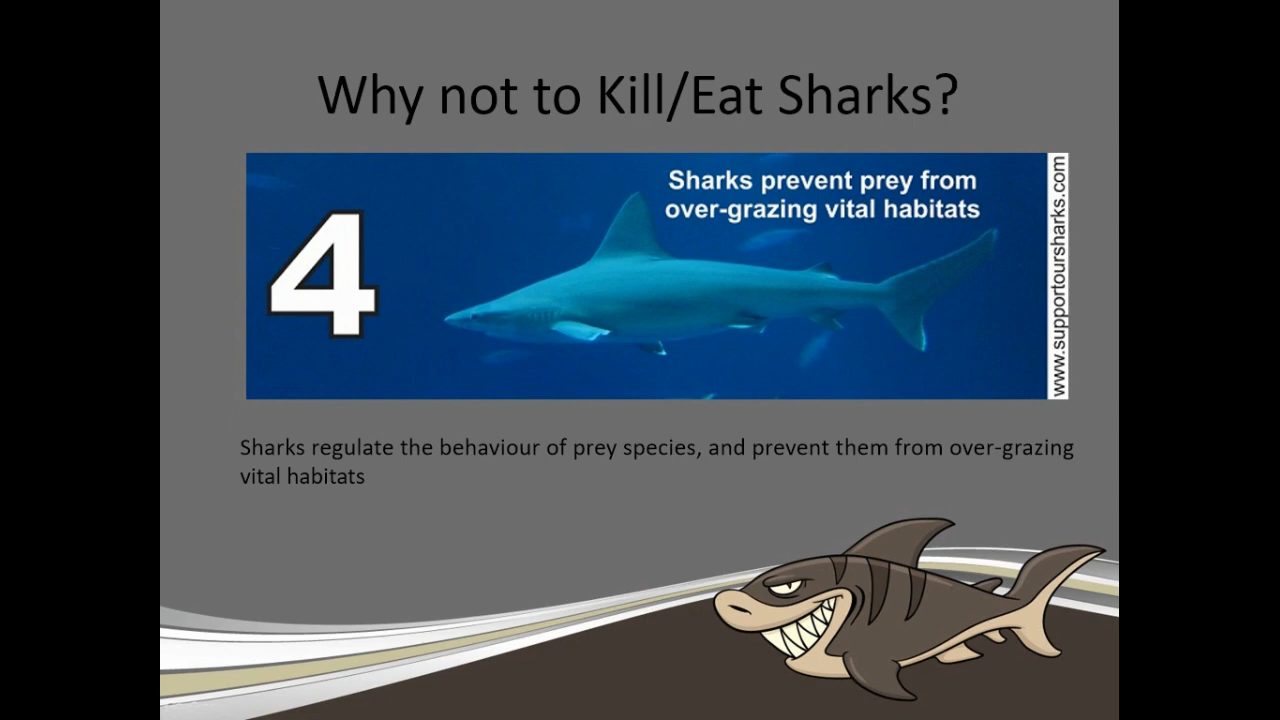 Why not to Kill/Eat Sharks?
4
Sharks prevent prey from
over-grazing vital habitats
www.supportoursharks.com
Sharks regulate the behaviour of prey species, and prevent them from over-grazing
vital habitats